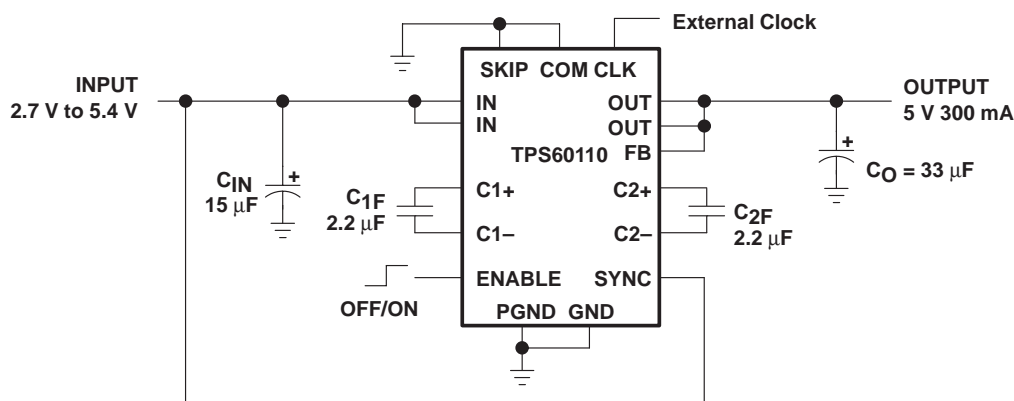 External Clock
SKIP COM CLK
INPUT
2.7 V to 5.4 V
IN
IN
OUT
OUT
FB
TPS60110
OUTPUT
5 V 300 mA
+
CIN
15 μF
+
CO = 33 μF
C1F
2.2 μF
C1+
C1–
C2+
C2–
C2F
2.2 μF
ENABLE
SYNC
OFF/ON
PGND GND